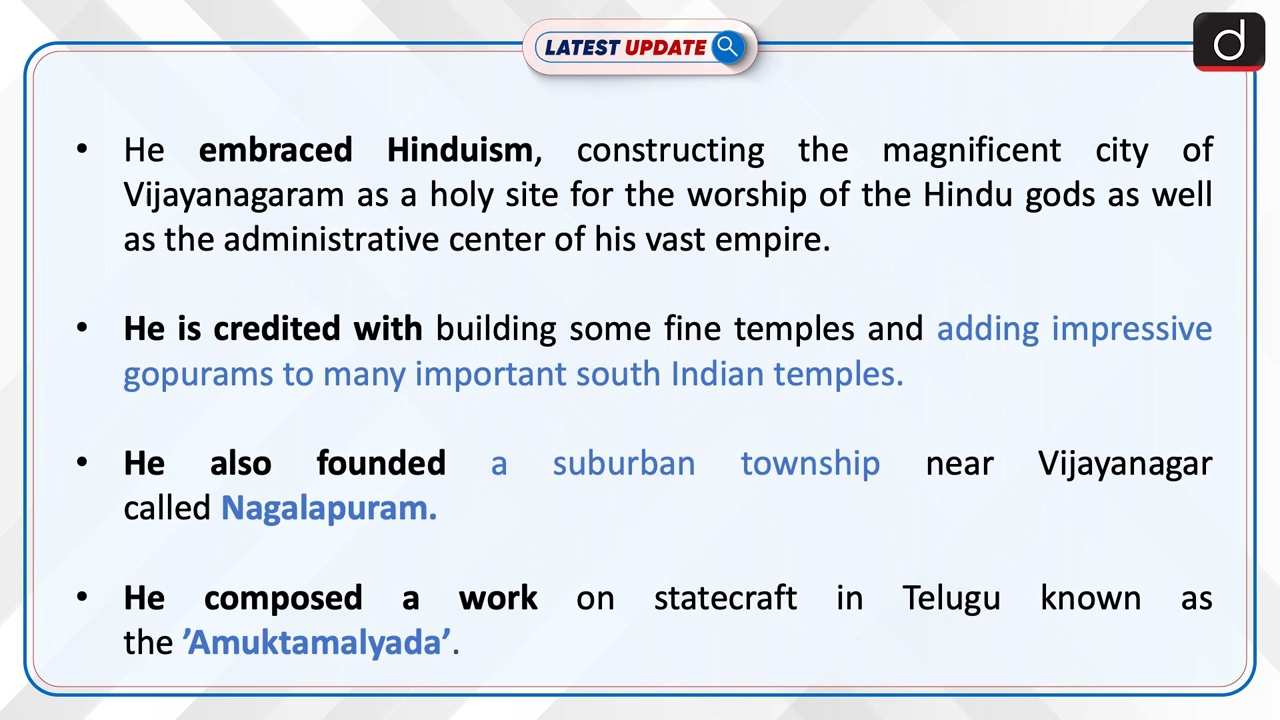 LATEST UPDATE
d
• He embraced Hinduism, constructing the magnificent city of
Vijayanagaram as a holy site for the worship of the Hindu gods as well
as the administrative center of his vast empire.
• He is credited with building some fine temples and adding impressive
gopurams to many important south Indian temples.
• He also founded a suburban township near Vijayanagar
called Nagalapuram.
• He composed a work on statecraft in Telugu known as
the ’Amuktamalyada’.